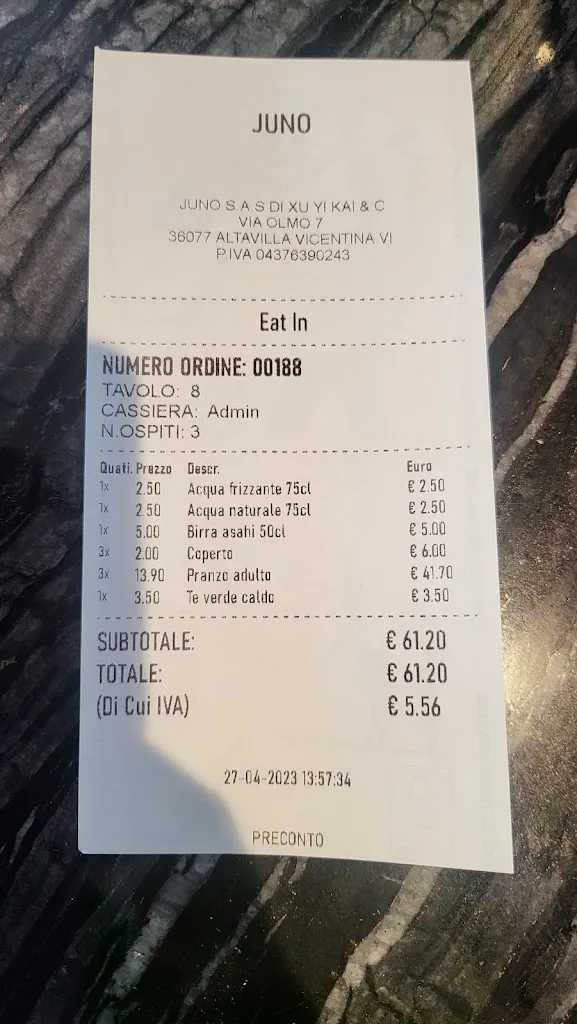 JUNO
JUNO S.A.S DI XU YI KAI & C
VIA OLMO 7
36077 ALTAVILLA VICENTINA VI
P.IVA 04376390243
Eat In
NUMERO ORDINE: 00188
TAVOLO: 8
CASSIERA: Admin
N.OSPITI: 3
Quati. Prezzo Descr. Euro
1x 2.50 Acqua frizzante 75cl € 2.50
1x 2.50 Acqua naturale 75cl € 2.50
1x 5.00 Birra asahi 50cl € 5.00
3x 2.00 Coperto € 6.00
3x 13.90 Pranzo adulto € 41.70
1x 3.50 Te verde caldo € 3.50
SUBTOTALE: € 61.20
TOTALE: € 61.20
(Di Cui IVA) € 5.56
27-04-2023 13:57:34
PRECONTO